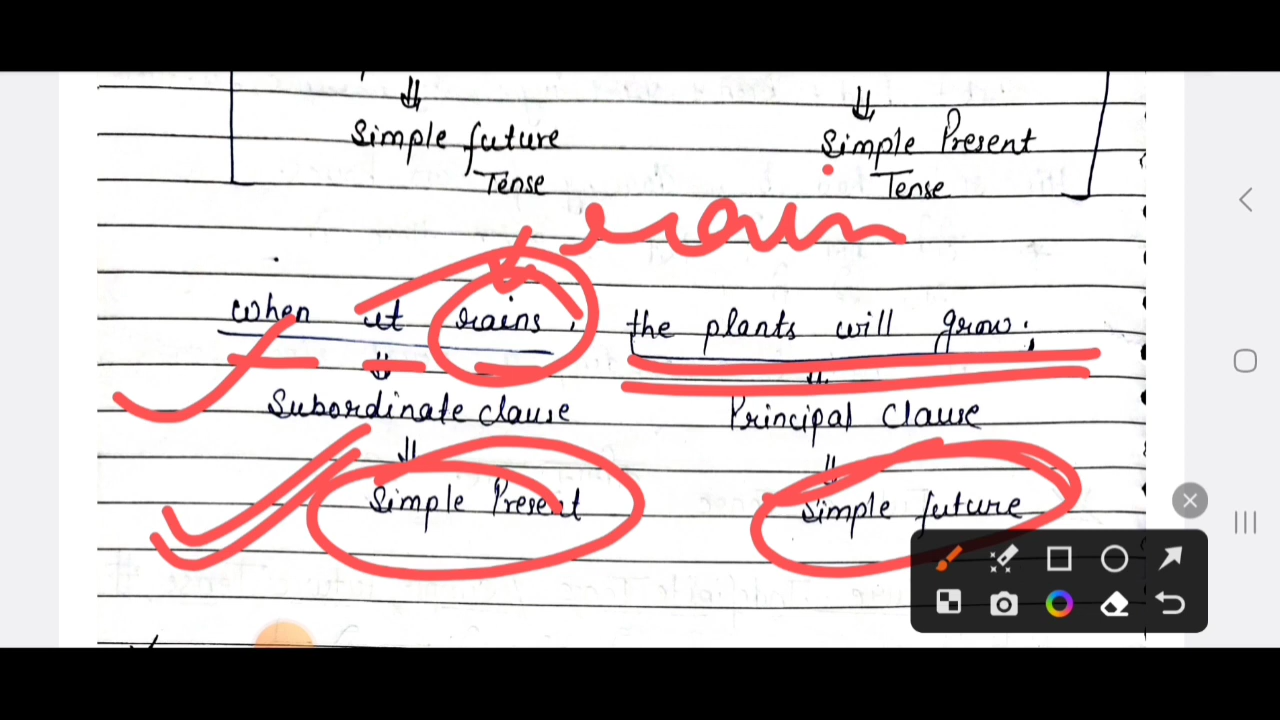 Simple future Simple Present
Tense Tense
rain
when it rains, the plants will grow.
Subordinate clause Principal Clause
Simple Present Simple future